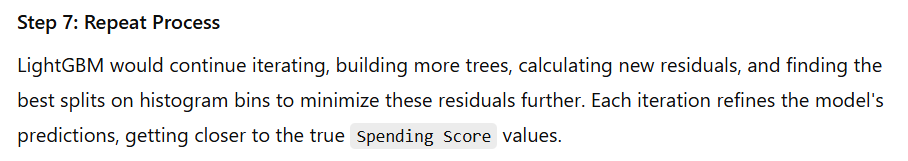 Step 7: Repeat Process
LightGBM would continue iterating, building more trees, calculating new residuals, and finding the
best splits on histogram bins to minimize these residuals further. Each iteration refines the model's
predictions, getting closer to the true Spending Score values.